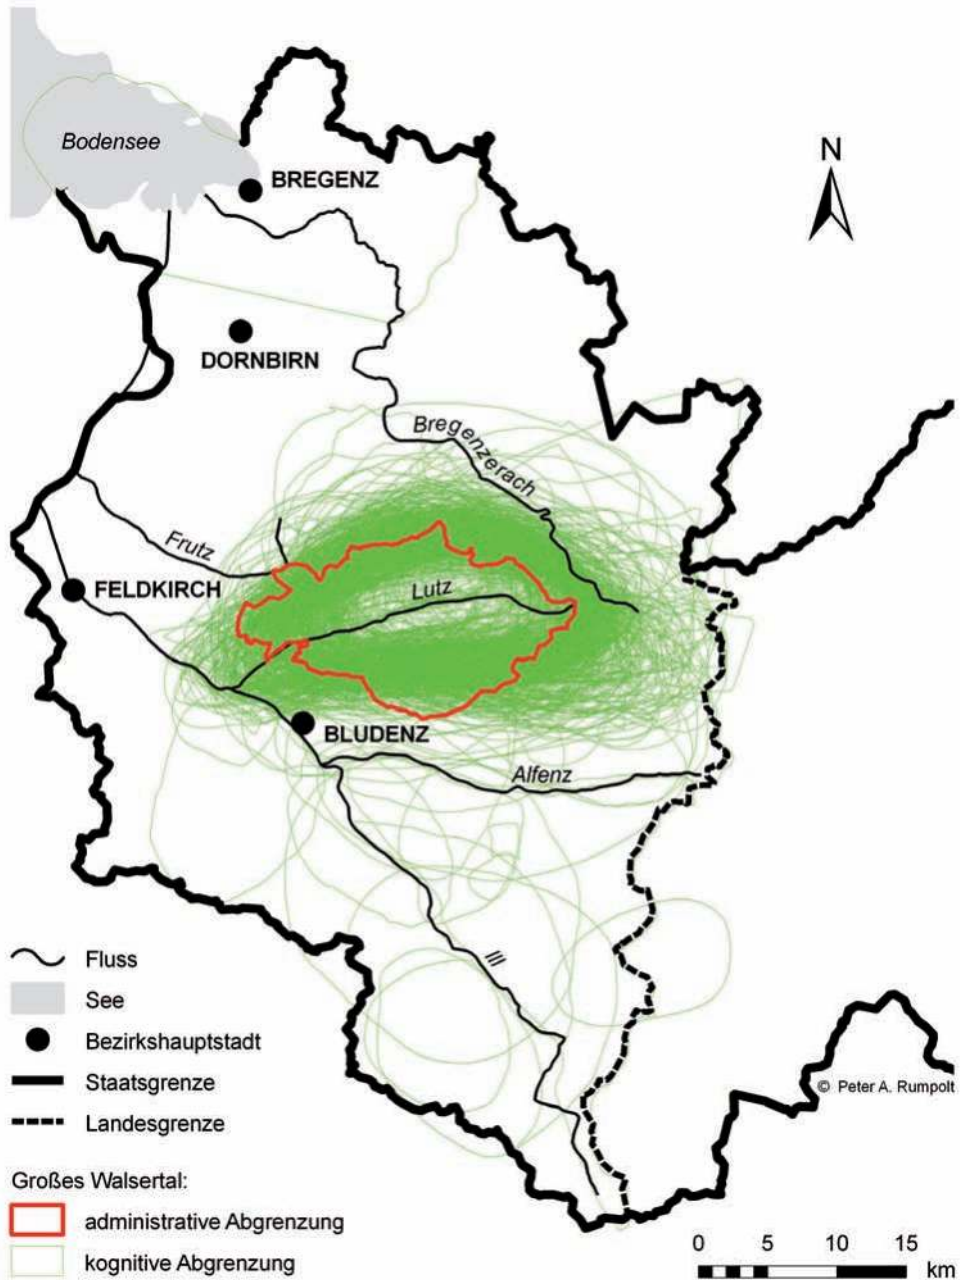 Bodensee
N
BREGENZ
DORNBIRN
Bregenzerach
Frutz
FELDKIRCH
Lutz
BLUDENZ
Alfenz
Ill
Fluss
See
Bezirkshauptstadt
Staatsgrenze
Landesgrenze
© Peter A. Rumpolt
Großes Walsertal:
administrative Abgrenzung
kognitive Abgrenzung
0 5 10 15
km